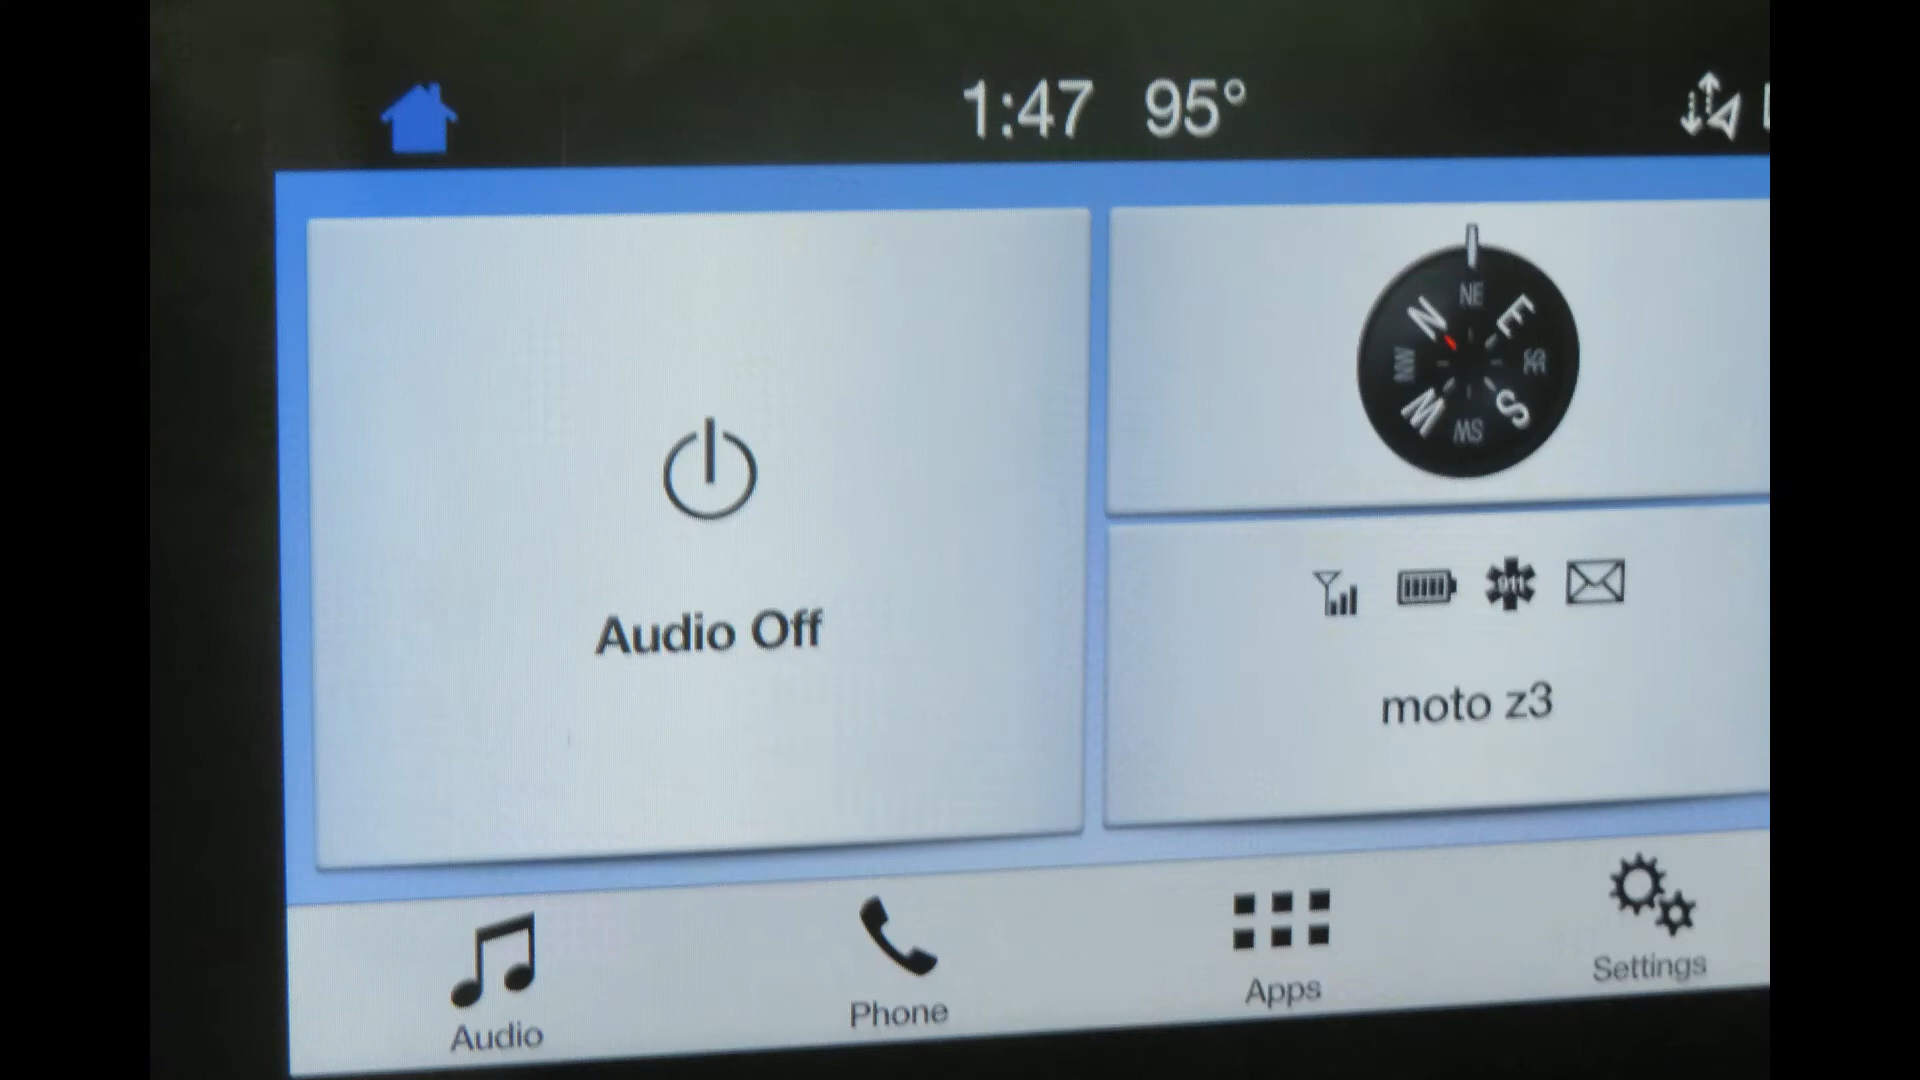 1:47 95°
NE
N E
NW SE
W S
SW
911
Audio Off
moto z3
Audio
Phone
Apps
Settings